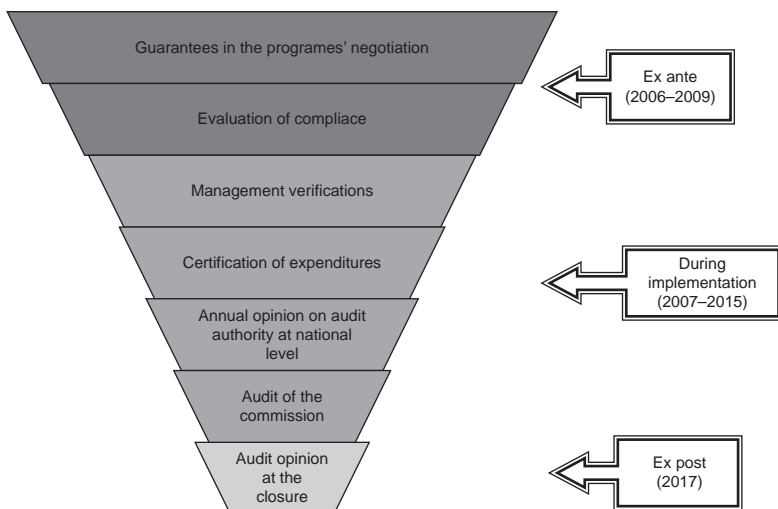 Guarantees in the programes’ negotiation
Evaluation of compliace
Management verifications
Certification of expenditures
Annual opinion on audit
authority at national
level
Audit of the
commission
Audit opinion
at the
closure
Ex ante
(2006–2009)
During
implementation
(2007–2015)
Ex post
(2017)